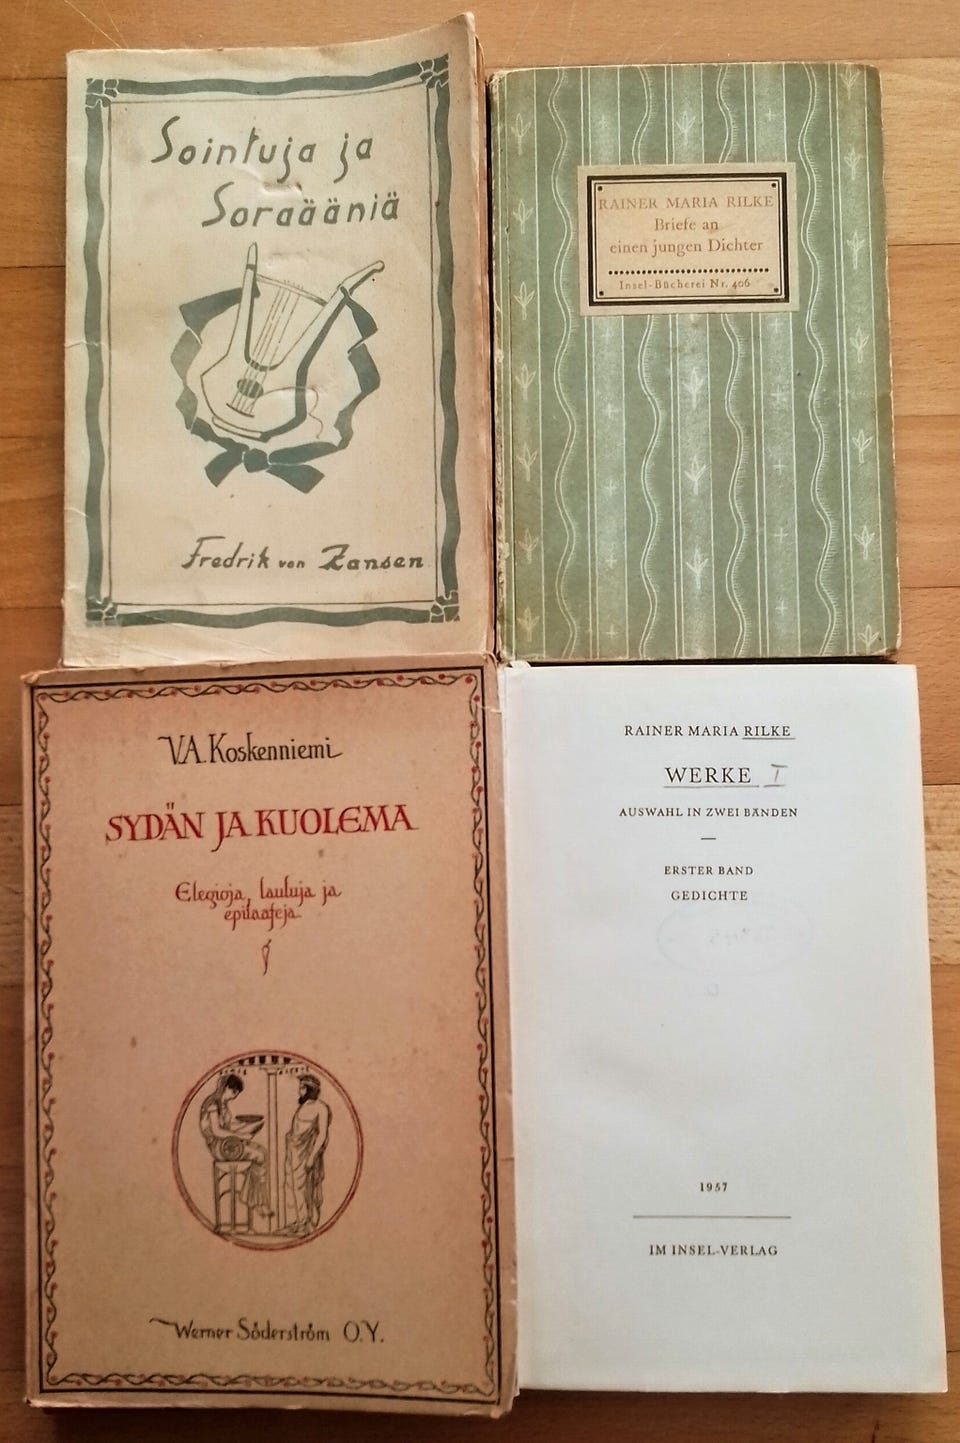 Sointuja ja
Soraääniä
Fredrik von Zansen
RAINER MARIA RILKE
Briefe an
einen jungen Dichter
Insel-Bücherei Nr. 406
V.A. Koskenniemi
SYDÄN JA KUOLEMA
Elegioja, lauluja ja
epitaafeja
Werner Söderström O.Y.
RAINER MARIA RILKE
WERKE I
AUSWAHL IN ZWEI BÄNDEN
ERSTER BAND
GEDICHTE
1957
IM INSEL-VERLAG